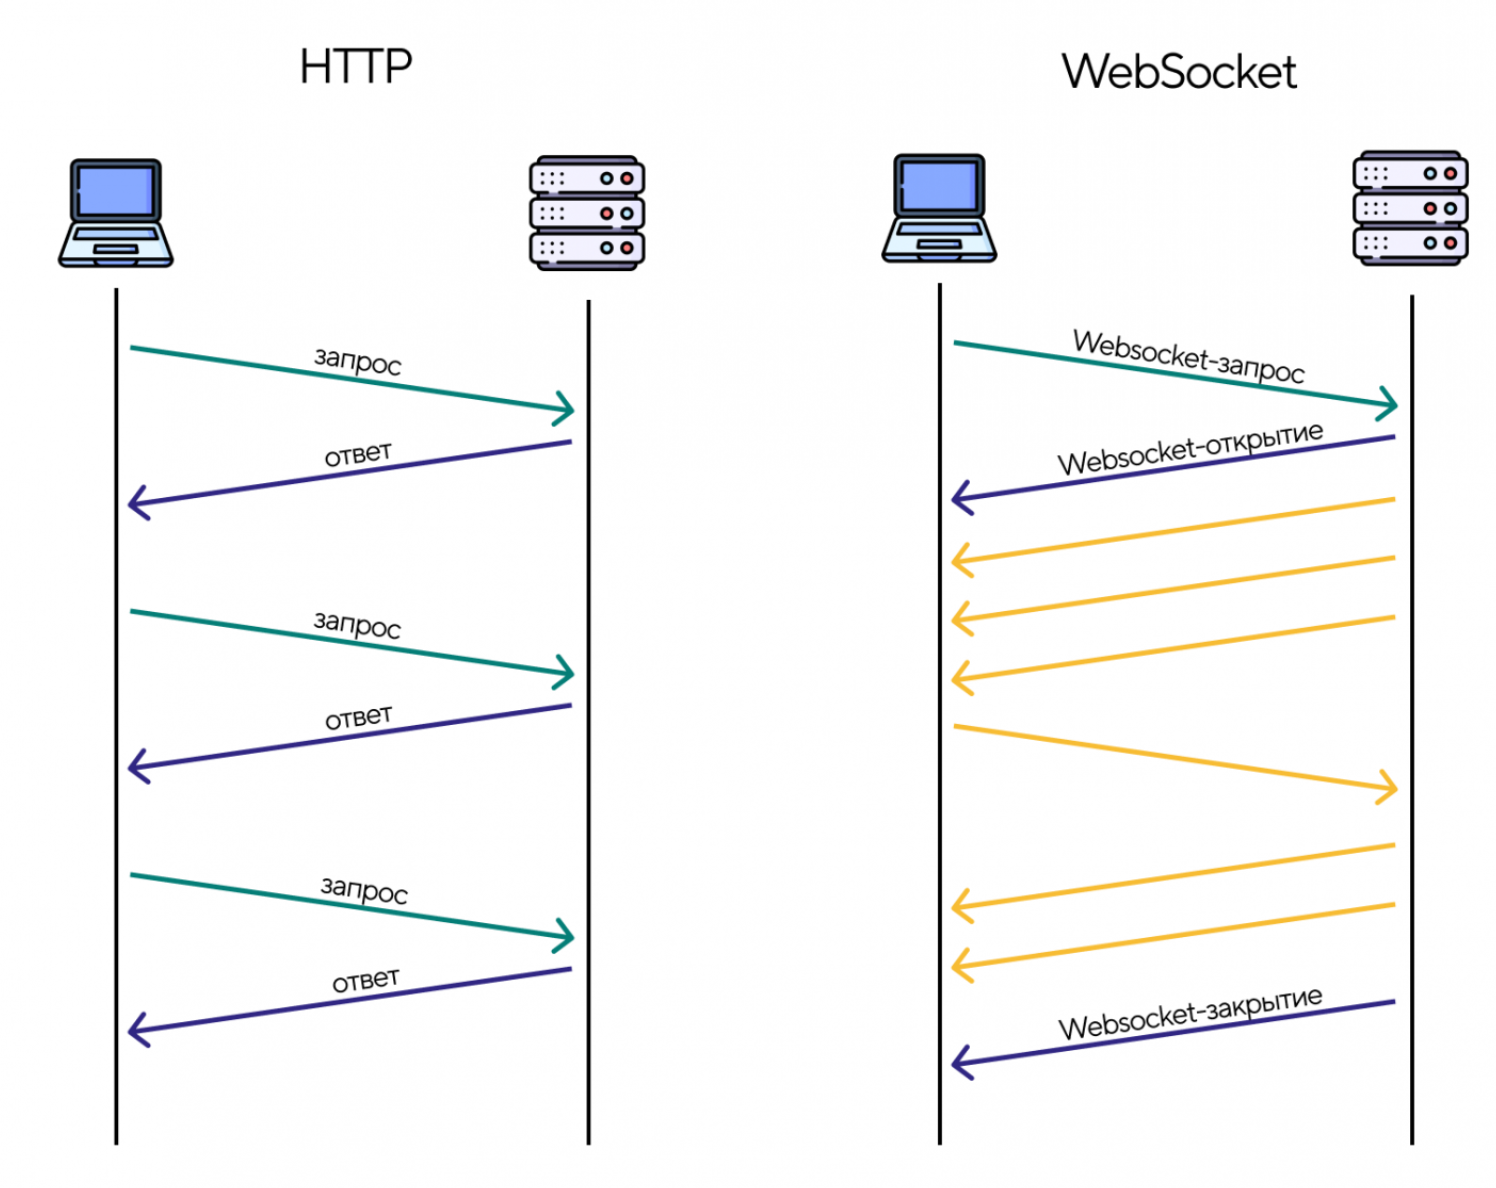 HTTP
запрос
ответ
запрос
ответ
запрос
ответ
WebSocket
Websocket-запрос
Websocket-открытие
Websocket-закрытие